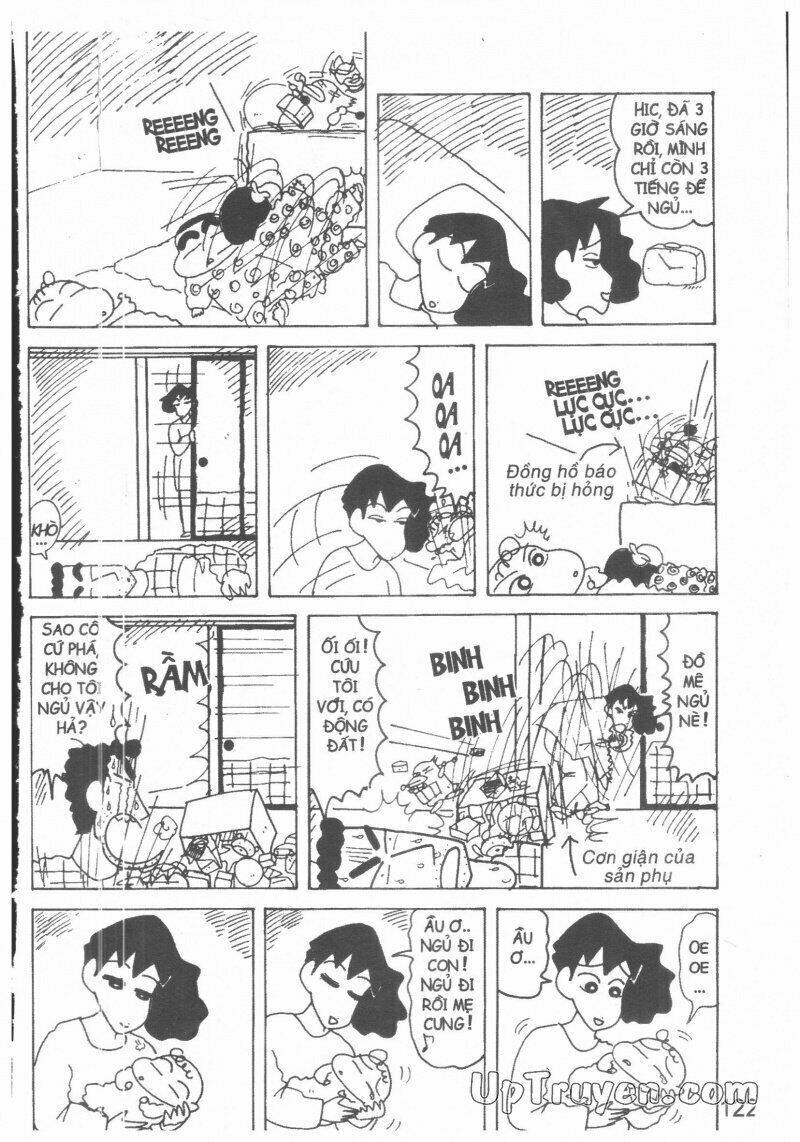 HIC, ĐÃ 3
GIỜ SÁNG
RỒI, MÌNH
CHỈ CÒN 3
TIẾNG ĐỂ
NGỦ...
REEEENG
REEENG
REEEENG
LỤC CỤC...
LỤC CỤC...
Đồng hồ báo
thức bị hỏng
OA
OA
OA
...
KHÒ
...
ĐỒ
MÊ
NGỦ
NÈ!
BINH
BINH
BINH
ỐI ỐI!
CỨU
TÔI
VỚI, CÓ
ĐỘNG
ĐẤT!
Cơn giận của
sản phụ
RẦM
SAO CÔ
CỨ PHÁ,
KHÔNG
CHO TÔI
NGỦ VẬY
HẢ?
OE
OE
...
ẦU
Ơ...
ẦU Ơ..
NGỦ ĐI
CON!
NGỦ ĐI
RỒI MẸ
CƯNG!
UpTruyen.com
122